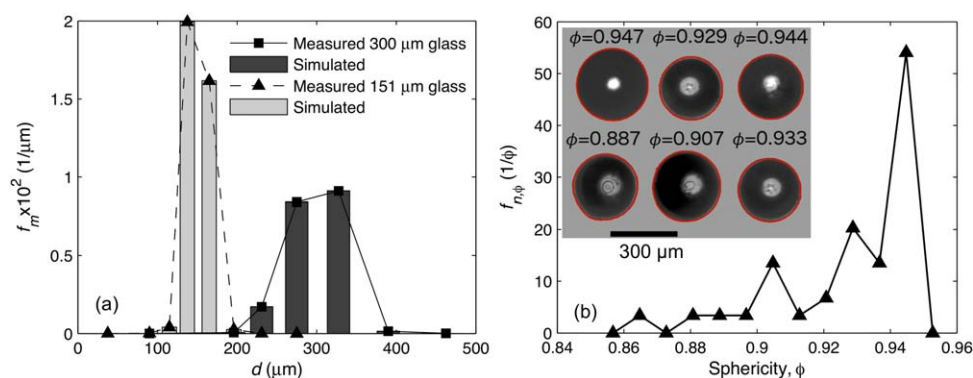 2
1.5
1
0.5
0
0 100 200 300 400 500
f_m x10² (1/μm)
d (μm)
Measured 300 μm glass
Simulated
Measured 151 μm glass
Simulated
(a)
60
50
40
30
20
10
0
0.84 0.86 0.88 0.9 0.92 0.94 0.96
f_n,ϕ (1/ϕ)
Sphericity, ϕ
ϕ=0.947 ϕ=0.929 ϕ=0.944
ϕ=0.887 ϕ=0.907 ϕ=0.933
300 μm
(b)